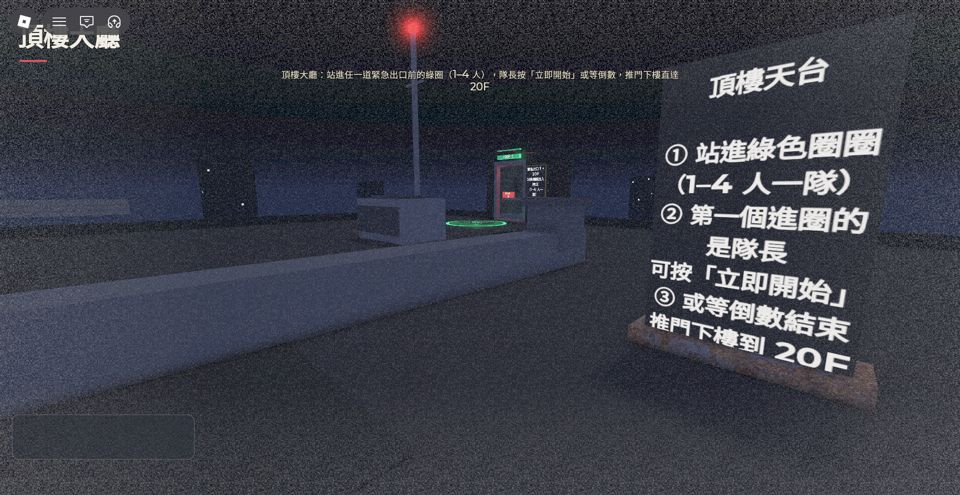 頂樓大廳
頂樓大廳：站進任一道緊急出口前的綠圈（1–4 人），隊長按「立即開始」或等倒數，推門下樓直達
20F
頂樓天台
① 站進綠色圈圈
（1–4 人一隊）
② 第一個進圈的
是隊長
可按「立即開始」
③ 或等倒數結束
推門下樓到 20F